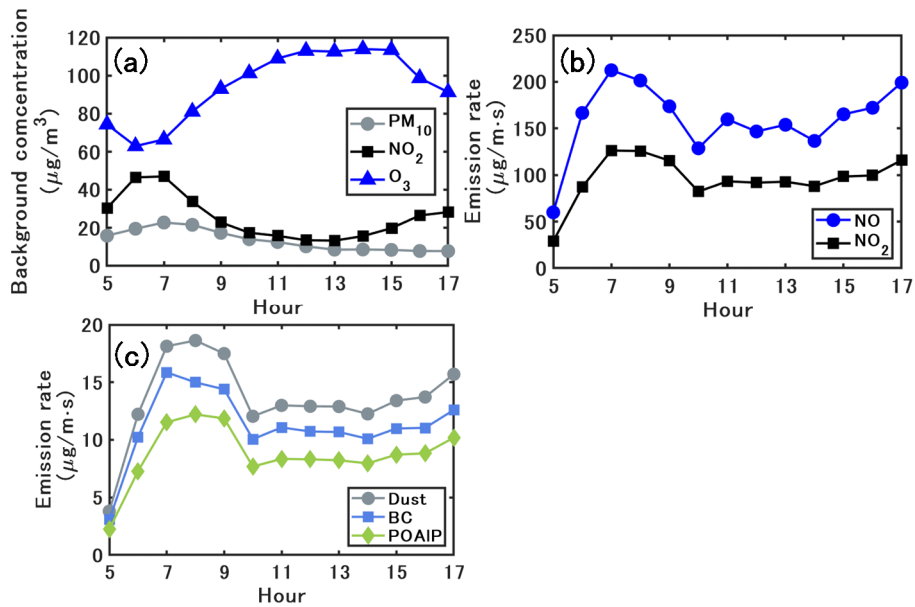 (a)
Background comcentration
(μg/m³)
120
100
80
60
40
20
0
PM₁₀
NO₂
O₃
5 7 9 11 13 15 17
Hour
(b)
Emission rate
(μg/m·s)
250
200
150
100
50
0
NO
NO₂
5 7 9 11 13 15 17
Hour
(c)
Emission rate
(μg/m·s)
20
15
10
5
0
Dust
BC
POAIP
5 7 9 11 13 15 17
Hour